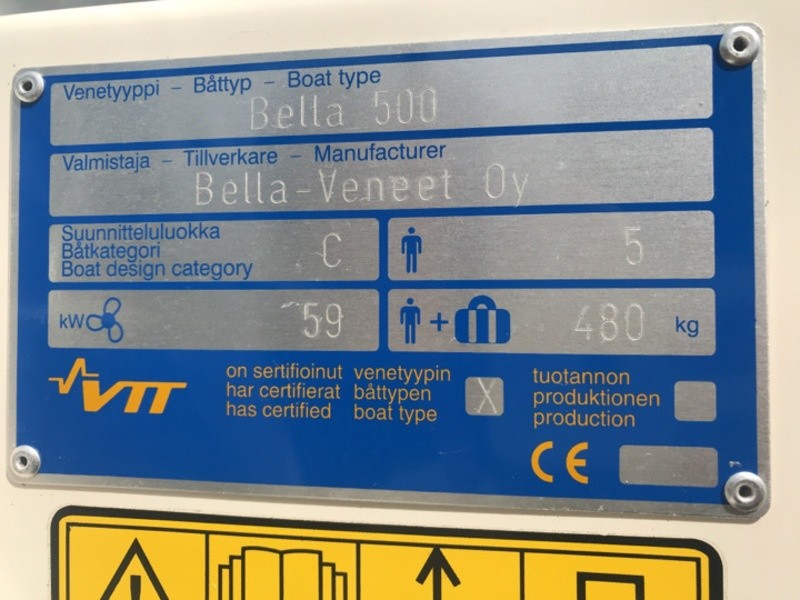 Venetyyppi – Båttyp – Boat type
Bella 500
Valmistaja – Tillverkare – Manufacturer
Bella-Veneet Oy
Suunnitteluluokka
Båtkategori
Boat design category
C
5
kW
59
+
480 kg
VTT
on sertifioinut
har certifierat
has certified
venetyypin
båttypen
boat type
X
tuotannon
produktionen
production
CE